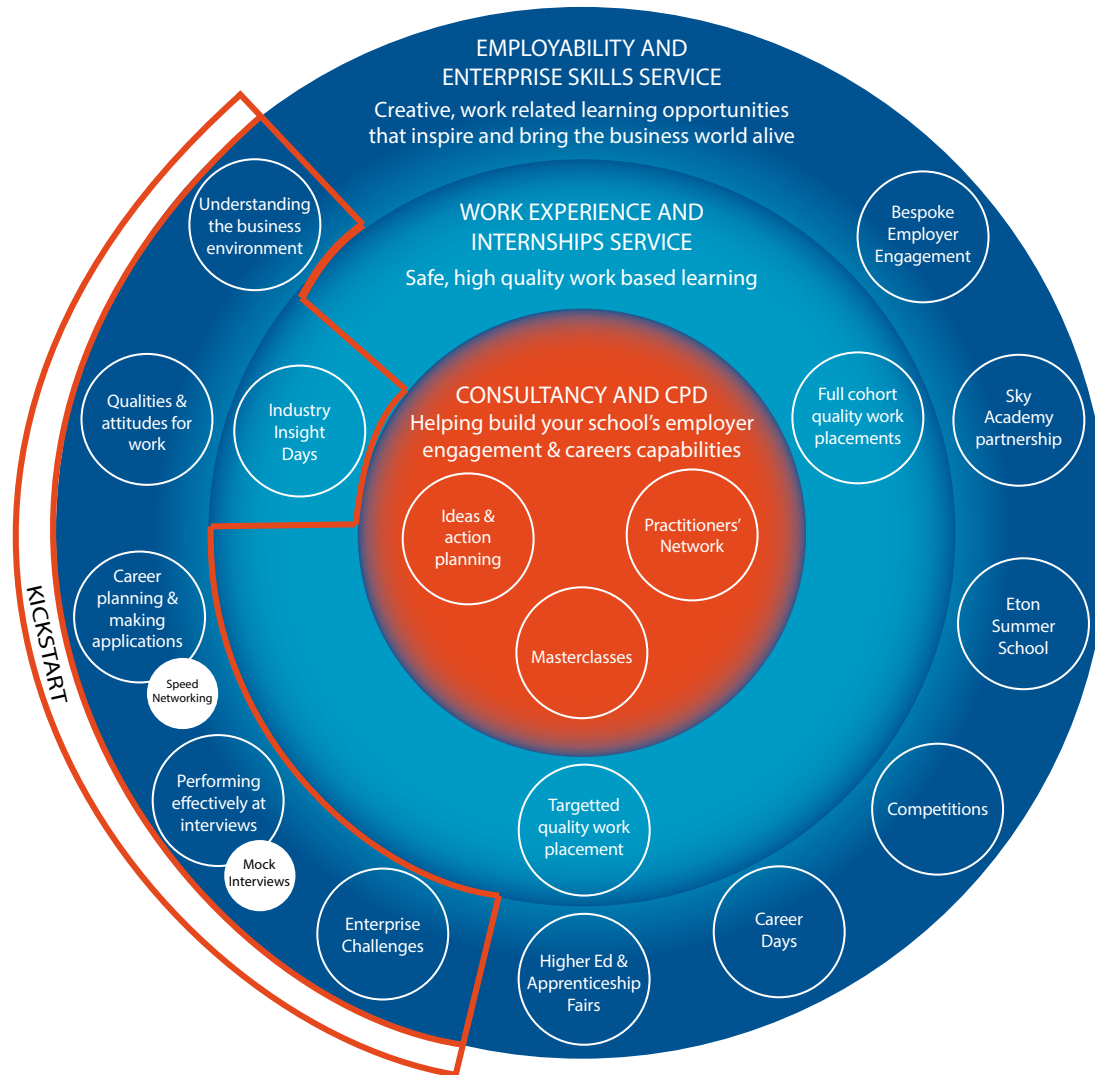 EMPLOYABILITY AND
ENTERPRISE SKILLS SERVICE
Creative, work related learning opportunities
that inspire and bring the business world alive
WORK EXPERIENCE AND
INTERNSHIPS SERVICE
Safe, high quality work based learning
CONSULTANCY AND CPD
Helping build your school's employer
engagement & careers capabilities
Ideas &
action
planning
Practitioners'
Network
Masterclasses
Understanding
the business
environment
Qualities &
attitudes for
work
Industry
Insight
Days
Career
planning &
making
applications
Speed
Networking
Performing
effectively at
interviews
Mock
Interviews
Enterprise
Challenges
KICKSTART
Bespoke
Employer
Engagement
Full cohort
quality work
placements
Sky
Academy
partnership
Eton
Summer
School
Competitions
Career
Days
Targetted
quality work
placement
Higher Ed &
Apprenticeship
Fairs